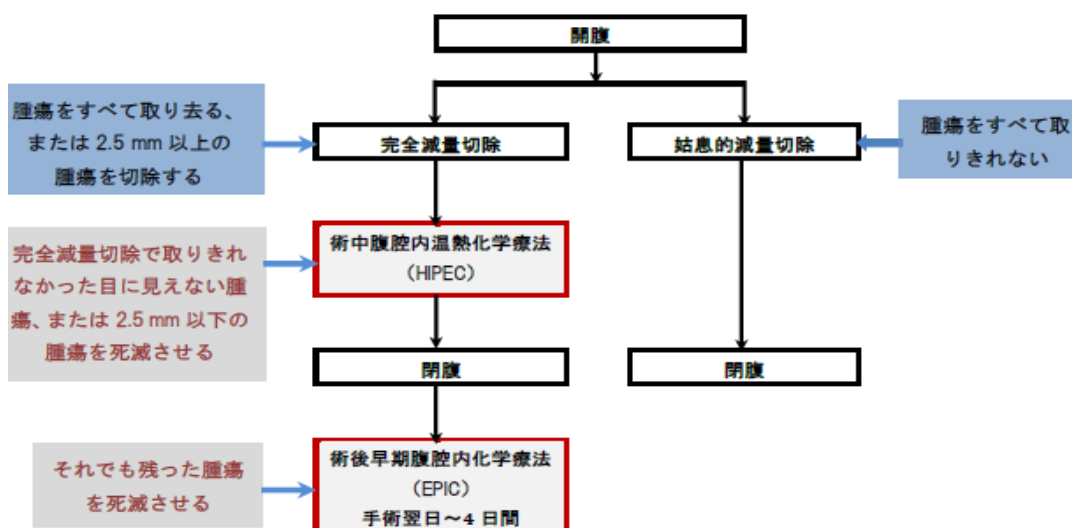 開腹
腫瘍をすべて取り去る、
または 2.5 mm 以上の
腫瘍を切除する
完全減量切除
姑息的減量切除
腫瘍をすべて取
りきれない
術中腹腔内温熱化学療法
（HIPEC）
完全減量切除で取りきれ
なかった目に見えない腫
瘍、または 2.5 mm 以下の
腫瘍を死滅させる
閉腹
閉腹
それでも残った腫瘍
を死滅させる
術後早期腹腔内化学療法
（EPIC）
手術翌日～4 日間